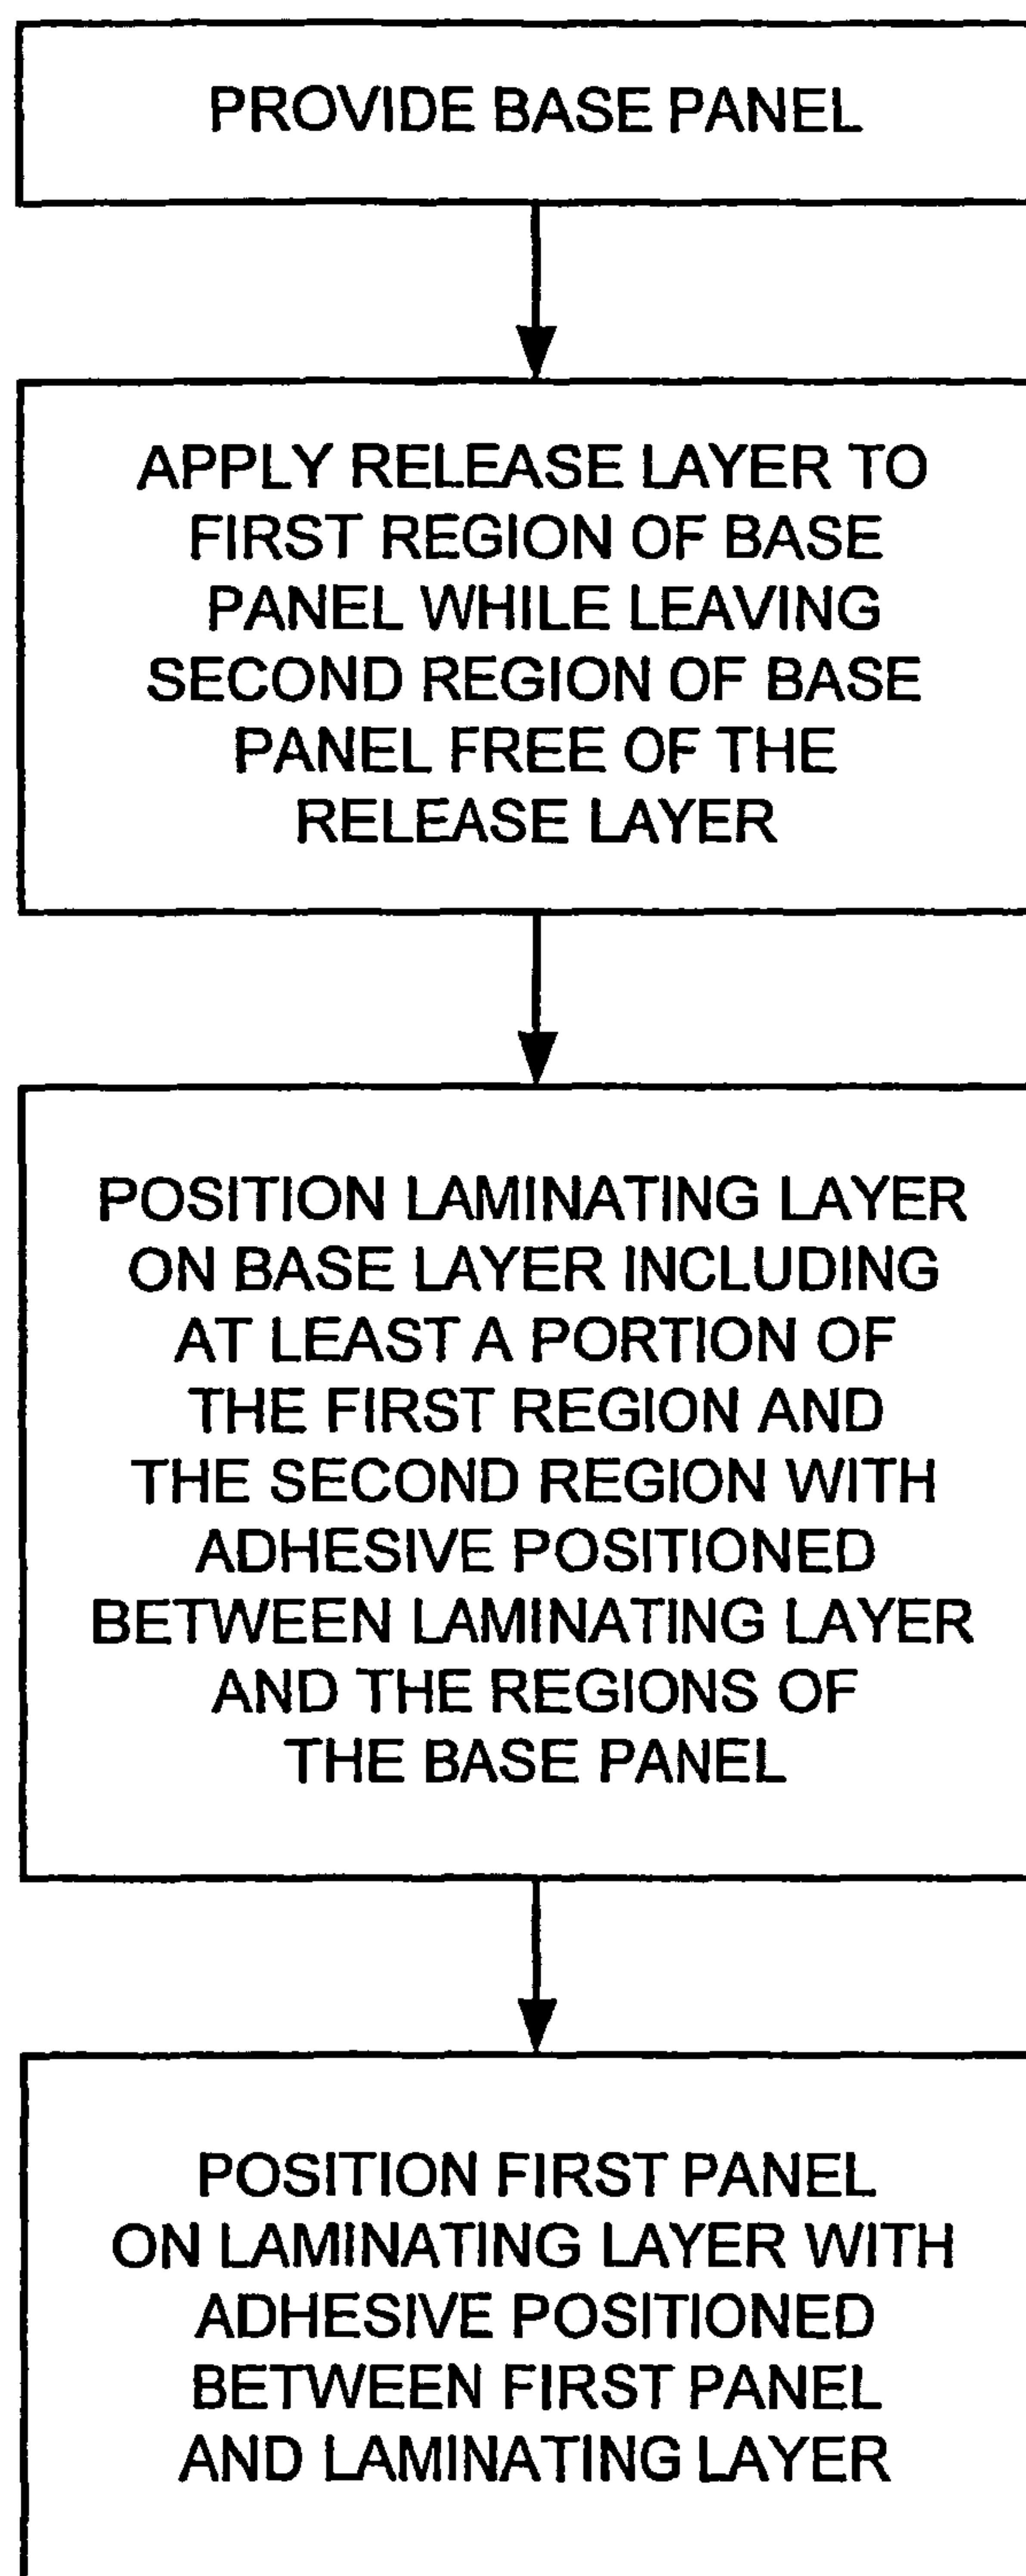 PROVIDE BASE PANEL
APPLY RELEASE LAYER TO
FIRST REGION OF BASE
PANEL WHILE LEAVING
SECOND REGION OF BASE
PANEL FREE OF THE
RELEASE LAYER
POSITION LAMINATING LAYER
ON BASE LAYER INCLUDING
AT LEAST A PORTION OF
THE FIRST REGION AND
THE SECOND REGION WITH
ADHESIVE POSITIONED
BETWEEN LAMINATING LAYER
AND THE REGIONS OF
THE BASE PANEL
POSITION FIRST PANEL
ON LAMINATING LAYER WITH
ADHESIVE POSITIONED
BETWEEN FIRST PANEL
AND LAMINATING LAYER